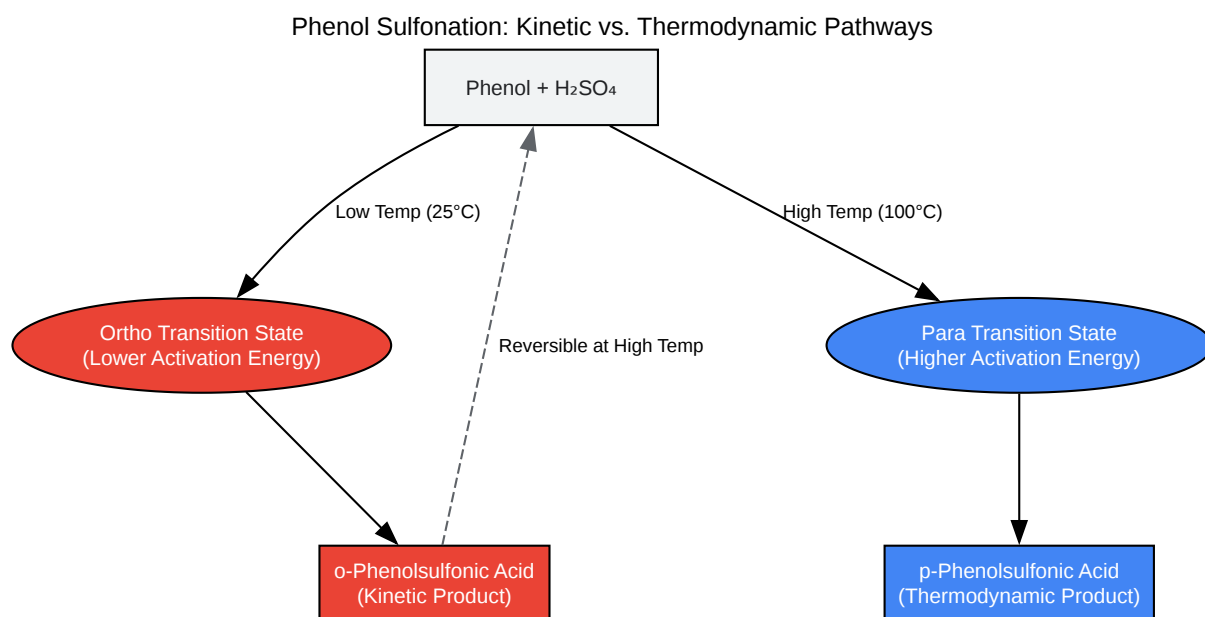 Phenol Sulfonation: Kinetic vs. Thermodynamic Pathways
Phenol + H₂SO₄
Low Temp (25°C)
High Temp (100°C)
Ortho Transition State
(Lower Activation Energy)
Reversible at High Temp
Para Transition State
(Higher Activation Energy)
o-Phenolsulfonic Acid
(Kinetic Product)
p-Phenolsulfonic Acid
(Thermodynamic Product)